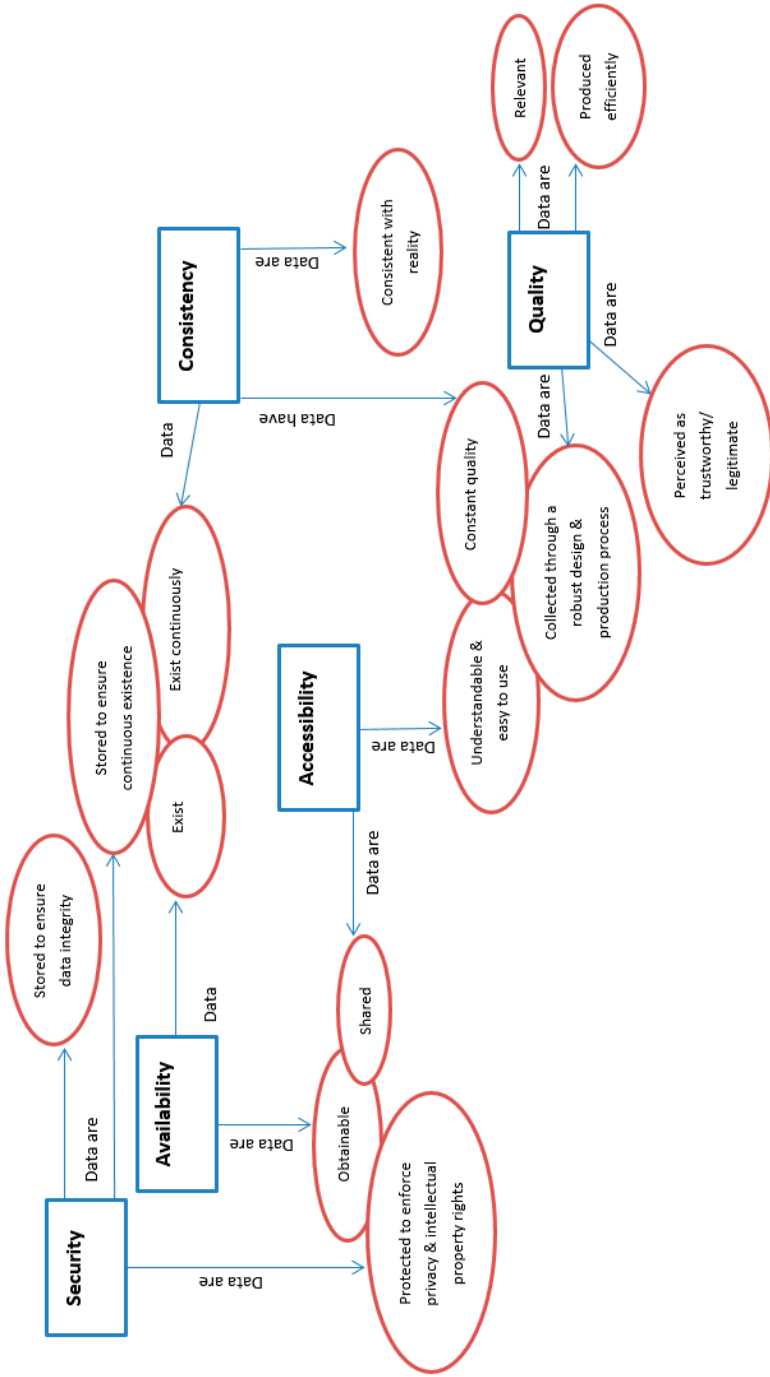 Security
Data are
Stored to ensure
data integrity
Stored to ensure
continuous existence
Data are
Protected to enforce
privacy & intellectual
property rights
Availability
Data
Exist
Data are
Obtainable
Accessibility
Data are
Shared
Data are
Understandable &
easy to use
Consistency
Data
Exist continuously
Data have
Constant quality
Data are
Consistent with
reality
Quality
Data are
Collected through a
robust design &
production process
Data are
Perceived as
trustworthy/
legitimate
Data are
Relevant
Produced
efficiently